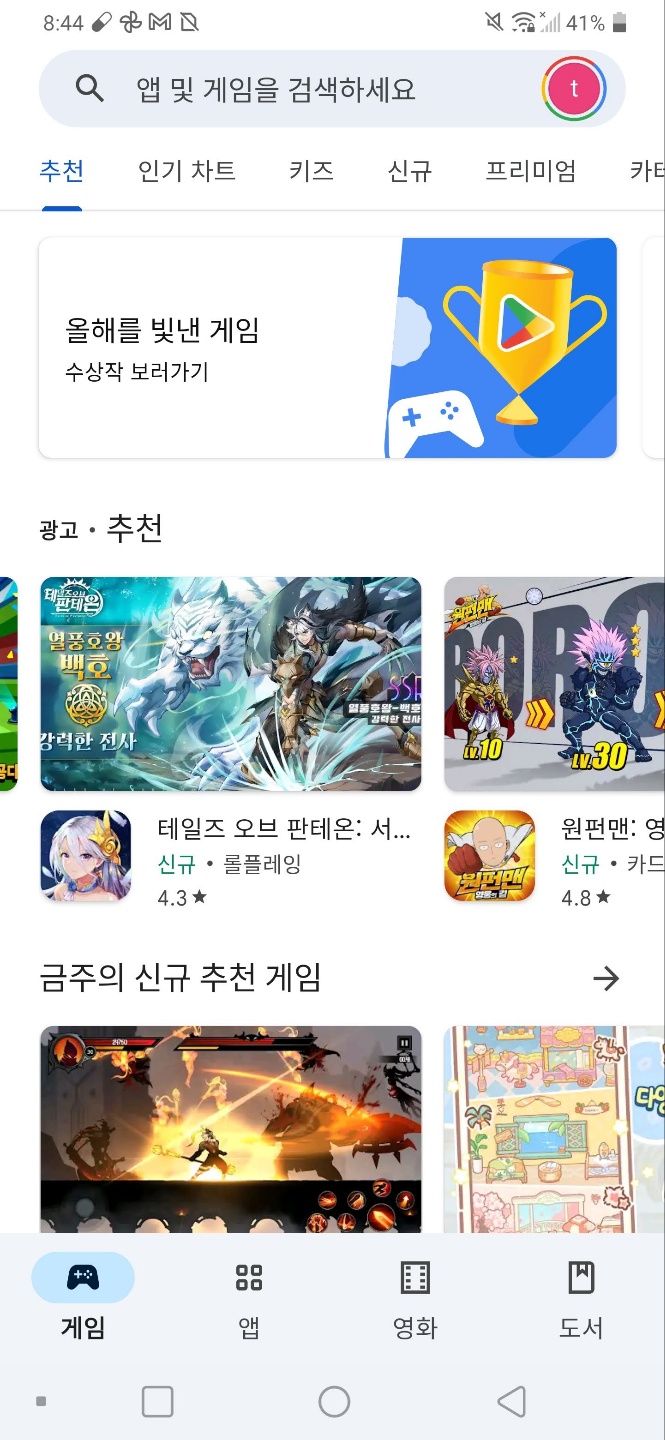 8:44
41%
앱 및 게임을 검색하세요
t
추천 인기 차트 키즈 신규 프리미엄 카테
올해를 빛낸 게임
수상작 보러가기
광고 • 추천
테일즈 오브
판테온
열풍호왕
백호
강력한 전사
SSR
열풍호왕-백호
강력한 전사
원펀맨
BORO
LV.10
LV.30
테일즈 오브 판테온: 서...
신규 • 롤플레잉
4.3★
원펀맨
원펀맨: 영
신규 • 카드
4.8★
금주의 신규 추천 게임
다양
게임
앱
영화
도서